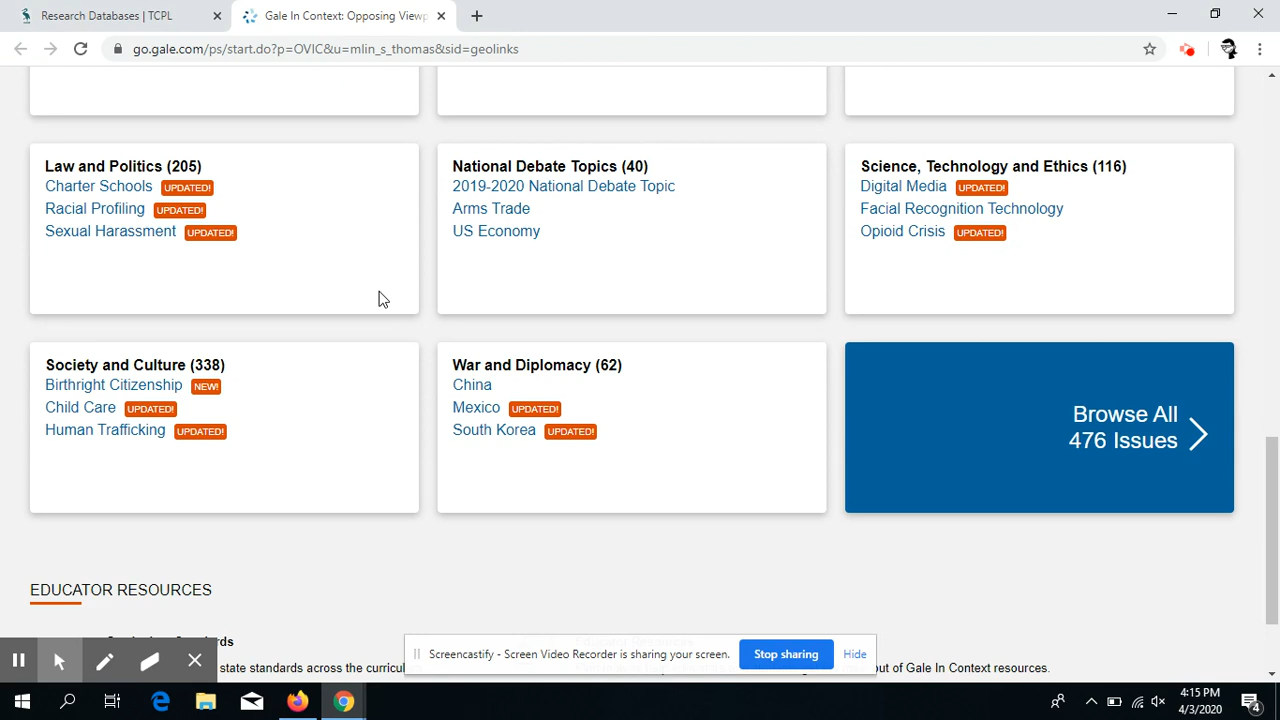 Research Databases | TCPL
Gale In Context: Opposing Viewp
go.gale.com/ps/start.do?p=OVIC&u=mlin_s_thomas&sid=geolinks
Law and Politics (205)
Charter Schools UPDATED!
Racial Profiling UPDATED!
Sexual Harassment UPDATED!
National Debate Topics (40)
2019-2020 National Debate Topic
Arms Trade
US Economy
Science, Technology and Ethics (116)
Digital Media UPDATED!
Facial Recognition Technology
Opioid Crisis UPDATED!
Society and Culture (338)
Birthright Citizenship NEW!
Child Care UPDATED!
Human Trafficking UPDATED!
War and Diplomacy (62)
China
Mexico UPDATED!
South Korea UPDATED!
Browse All
476 Issues
EDUCATOR RESOURCES
state standards across the
out of Gale In Context resources.
Screencastify - Screen Video Recorder is sharing your screen.
Stop sharing
Hide
4:15 PM
4/3/2020
4